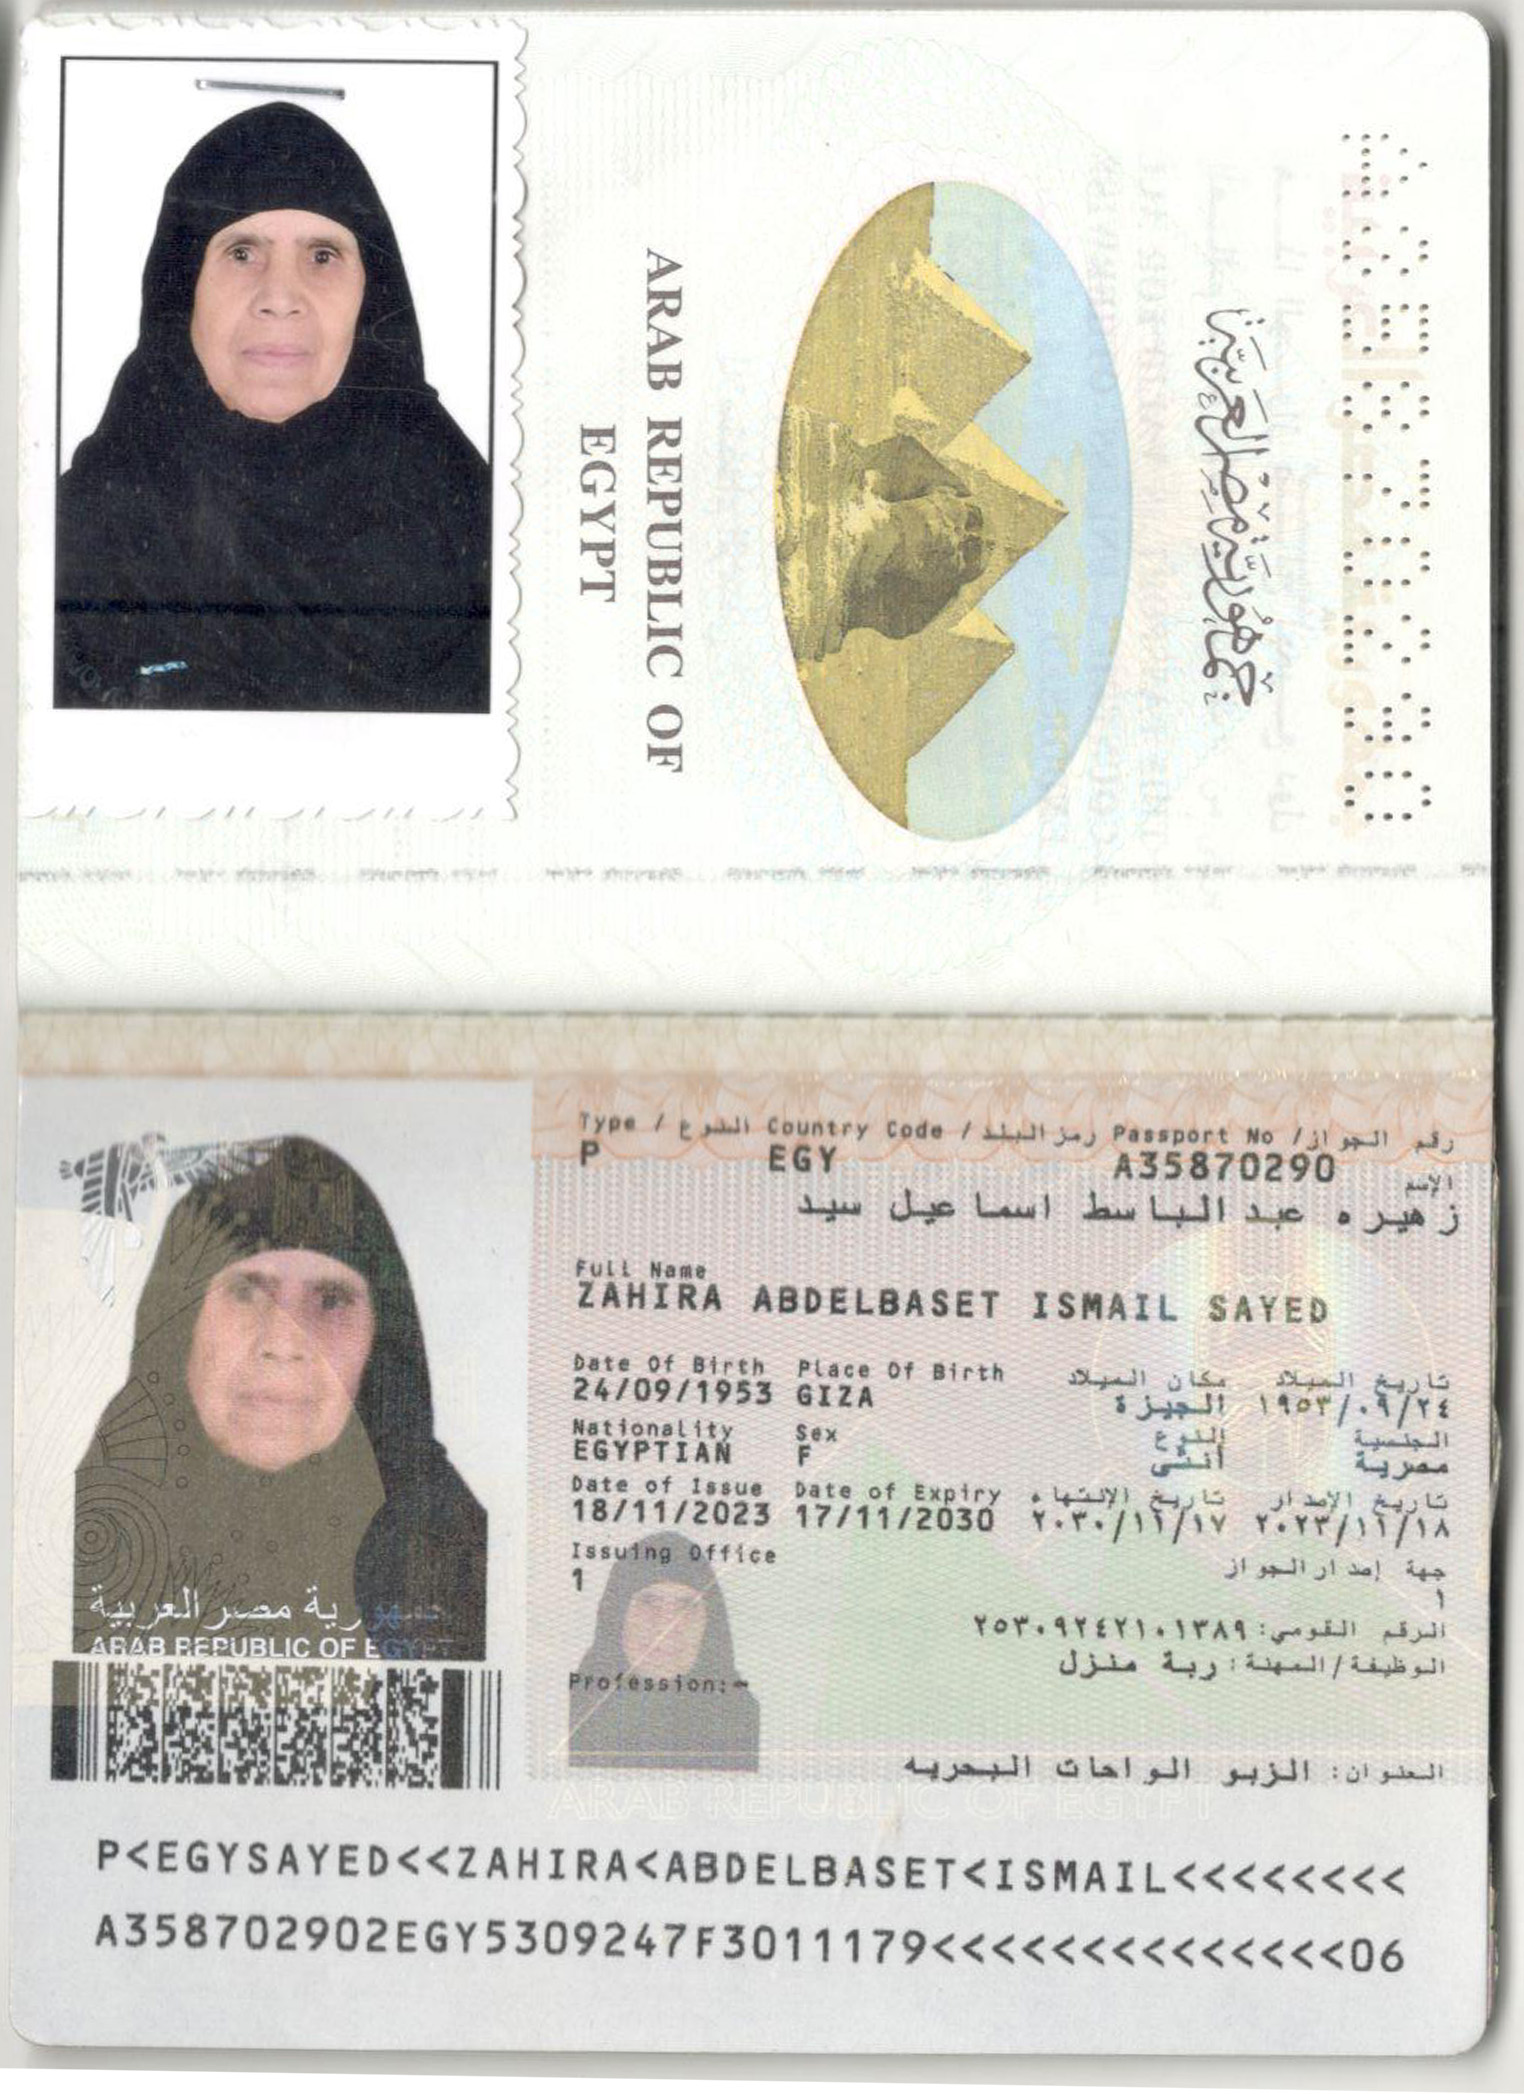 A35870290
جمهورية مصر العربية
ARAB REPUBLIC OF
EGYPT
Type / النوع Country Code / رمز البلد Passport No / رقم الجواز
P EGY A35870290
الإسم
زهيره عبد الباسط اسماعيل سيد
Full Name
ZAHIRA ABDELBASET ISMAIL SAYED
Date Of Birth Place Of Birth مكان الميلاد تاريخ الميلاد
24/09/1953 GIZA الجيزة ١٩٥٣/٠٩/٢٤
Nationality Sex النوع الجنسية
EGYPTIAN F أنثى مصرية
Date of Issue Date of Expiry تاريخ الإنتهاء تاريخ الإصدار
18/11/2023 17/11/2030 ٢٠٣٠/١١/١٧ ٢٠٢٣/١١/١٨
Issuing Office جهة إصدار الجواز
1 ١
الرقم القومي: ٢٥٣٠٩٢٤٢١٠١٣٨٩
Profession:- الوظيفة/المهنة: ربة منزل
العنوان: الزبو الواحات البحريه
جمهورية مصر العربية
ARAB REPUBLIC OF EGYPT
ARAB REPUBLIC OF EGYPT
P<EGYSAYED<<ZAHIRA<ABDELBASET<ISMAIL<<<<<<<<
A358702902EGY5309247F3011179<<<<<<<<<<<<<<06